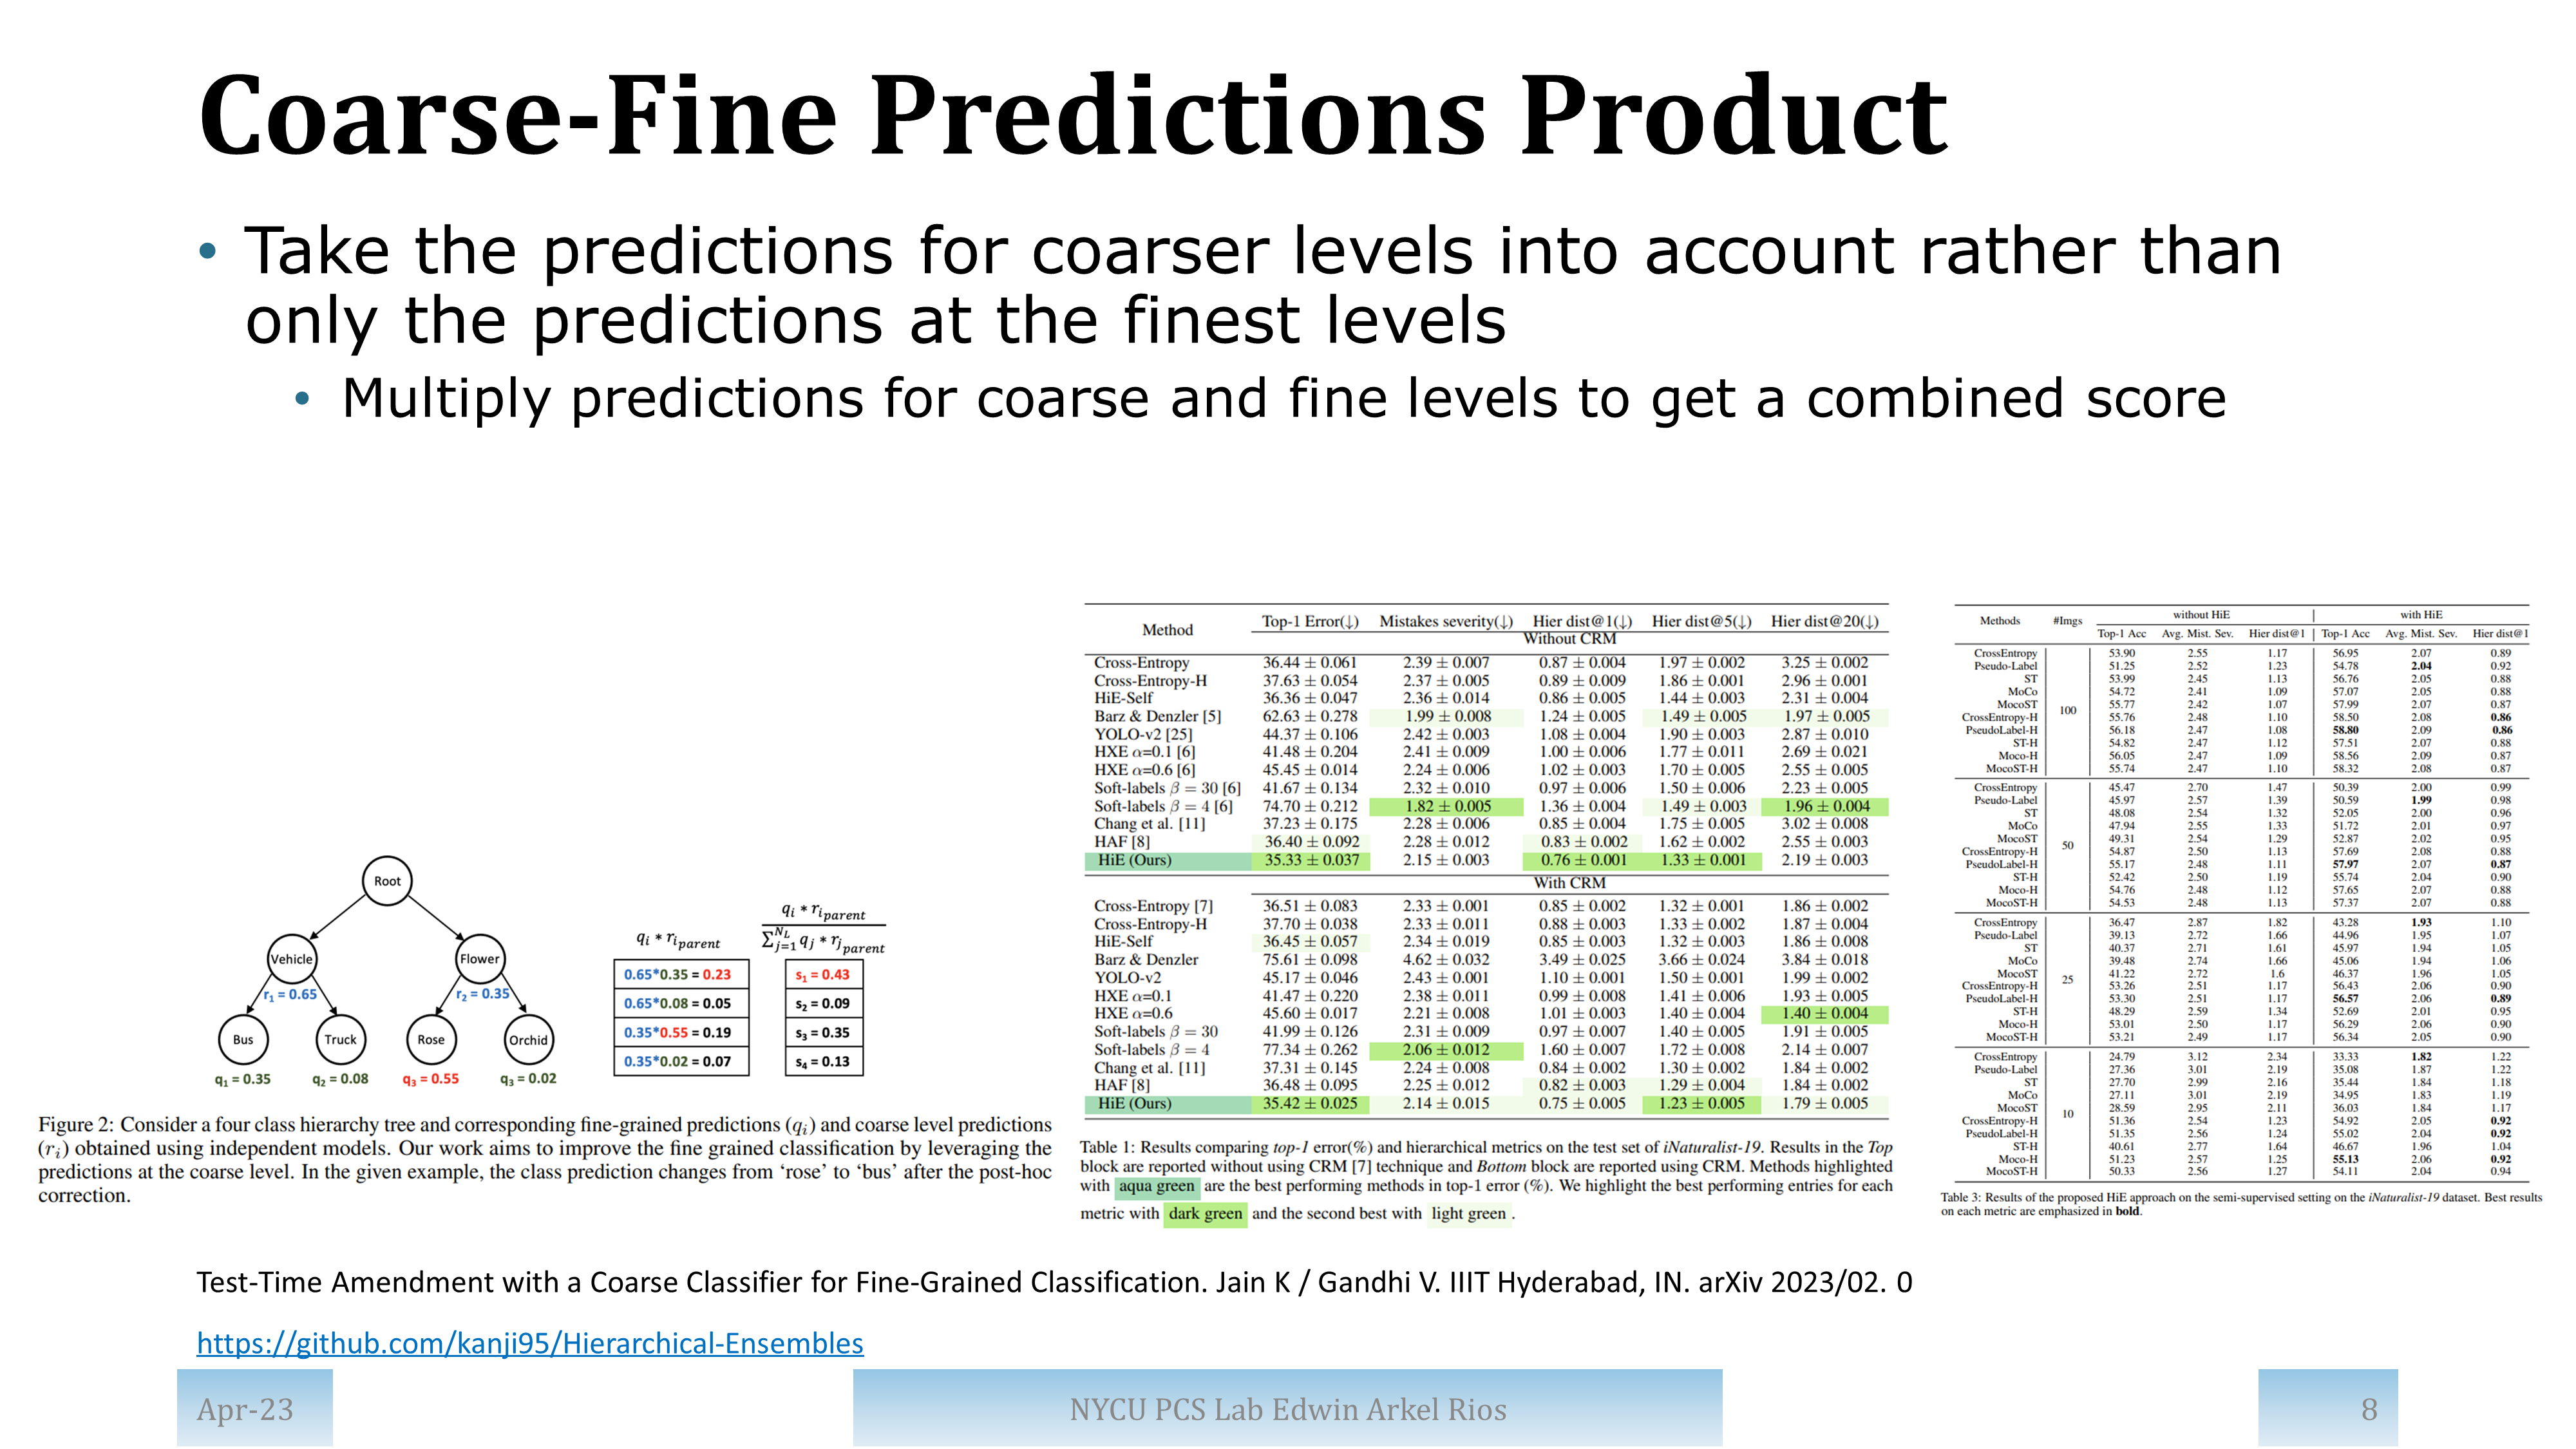 Coarse-Fine Predictions Product
• Take the predictions for coarser levels into account rather than
only the predictions at the finest levels
• Multiply predictions for coarse and fine levels to get a combined score
Root
Vehicle Flower
r₁ = 0.65 r₂ = 0.35
Bus Truck Rose Orchid
q₁ = 0.35 q₂ = 0.08 q₃ = 0.55 q₃ = 0.02
qᵢ * rᵢ_parent
0.65*0.35 = 0.23
0.65*0.08 = 0.05
0.35*0.55 = 0.19
0.35*0.02 = 0.07
qᵢ * rᵢ_parent / Σ_{j=1}^{N_L} qⱼ * rⱼ_parent
s₁ = 0.43
s₂ = 0.09
s₃ = 0.35
s₄ = 0.13
Figure 2: Consider a four class hierarchy tree and corresponding fine-grained predictions (qᵢ) and coarse level predictions
(rᵢ) obtained using independent models. Our work aims to improve the fine grained classification by leveraging the
predictions at the coarse level. In the given example, the class prediction changes from ‘rose’ to ‘bus’ after the post-hoc
correction.
Method Top-1 Error(↓) Mistakes severity(↓) Hier dist@1(↓) Hier dist@5(↓) Hier dist@20(↓)
Without CRM
Cross-Entropy 36.44 ± 0.061 2.39 ± 0.007 0.87 ± 0.004 1.97 ± 0.002 3.25 ± 0.002
Cross-Entropy-H 37.63 ± 0.054 2.37 ± 0.005 0.89 ± 0.009 1.86 ± 0.001 2.96 ± 0.001
HiE-Self 36.36 ± 0.047 2.36 ± 0.014 0.86 ± 0.005 1.44 ± 0.003 2.31 ± 0.004
Barz & Denzler [5] 62.63 ± 0.278 1.99 ± 0.008 1.24 ± 0.005 1.49 ± 0.005 1.97 ± 0.005
YOLO-v2 [25] 44.37 ± 0.106 2.42 ± 0.003 1.08 ± 0.004 1.90 ± 0.003 2.87 ± 0.010
HXE α=0.1 [6] 41.48 ± 0.204 2.41 ± 0.009 1.00 ± 0.006 1.77 ± 0.011 2.69 ± 0.021
HXE α=0.6 [6] 45.45 ± 0.014 2.24 ± 0.006 1.02 ± 0.003 1.70 ± 0.005 2.55 ± 0.005
Soft-labels β = 30 [6] 41.67 ± 0.134 2.32 ± 0.010 0.97 ± 0.006 1.50 ± 0.006 2.23 ± 0.005
Soft-labels β = 4 [6] 74.70 ± 0.212 1.82 ± 0.005 1.36 ± 0.004 1.49 ± 0.003 1.96 ± 0.004
Chang et al. [11] 37.23 ± 0.175 2.28 ± 0.006 0.85 ± 0.004 1.75 ± 0.005 3.02 ± 0.008
HAF [8] 36.40 ± 0.092 2.28 ± 0.012 0.83 ± 0.002 1.62 ± 0.002 2.55 ± 0.003
HiE (Ours) 35.33 ± 0.037 2.15 ± 0.003 0.76 ± 0.001 1.33 ± 0.001 2.19 ± 0.003
With CRM
Cross-Entropy [7] 36.51 ± 0.083 2.33 ± 0.001 0.85 ± 0.002 1.32 ± 0.001 1.86 ± 0.002
Cross-Entropy-H 37.70 ± 0.038 2.33 ± 0.011 0.88 ± 0.003 1.33 ± 0.002 1.87 ± 0.004
HiE-Self 36.45 ± 0.057 2.34 ± 0.019 0.85 ± 0.003 1.32 ± 0.003 1.86 ± 0.008
Barz & Denzler 75.61 ± 0.098 4.62 ± 0.032 3.49 ± 0.025 3.66 ± 0.024 3.84 ± 0.018
YOLO-v2 45.17 ± 0.046 2.43 ± 0.001 1.10 ± 0.001 1.50 ± 0.001 1.99 ± 0.002
HXE α=0.1 41.47 ± 0.220 2.38 ± 0.011 0.99 ± 0.008 1.41 ± 0.006 1.93 ± 0.005
HXE α=0.6 45.60 ± 0.017 2.21 ± 0.008 1.01 ± 0.003 1.40 ± 0.004 1.40 ± 0.004
Soft-labels β = 30 41.99 ± 0.126 2.31 ± 0.009 0.97 ± 0.007 1.40 ± 0.005 1.91 ± 0.005
Soft-labels β = 4 77.34 ± 0.262 2.06 ± 0.012 1.60 ± 0.007 1.72 ± 0.008 2.14 ± 0.007
Chang et al. [11] 37.31 ± 0.145 2.24 ± 0.008 0.84 ± 0.002 1.30 ± 0.002 1.84 ± 0.002
HAF [8] 36.48 ± 0.095 2.25 ± 0.012 0.82 ± 0.003 1.29 ± 0.004 1.84 ± 0.002
HiE (Ours) 35.42 ± 0.025 2.14 ± 0.015 0.75 ± 0.005 1.23 ± 0.005 1.79 ± 0.005
Table 1: Results comparing top-1 error(%) and hierarchical metrics on the test set of iNaturalist-19. Results in the Top
block are reported without using CRM [7] technique and Bottom block are reported using CRM. Methods highlighted
with aqua green are the best performing methods in top-1 error (%). We highlight the best performing entries for each
metric with dark green and the second best with light green .
Methods #Imgs without HiE with HiE
Top-1 Acc Avg. Mist. Sev. Hier dist@1 Top-1 Acc Avg. Mist. Sev. Hier dist@1
100
CrossEntropy 53.90 2.55 1.17 56.95 2.07 0.89
Pseudo-Label 51.25 2.52 1.23 54.78 2.04 0.92
ST 53.99 2.45 1.13 56.76 2.05 0.88
MoCo 54.72 2.41 1.09 57.07 2.05 0.88
MocoST 55.77 2.42 1.07 57.99 2.07 0.87
CrossEntropy-H 55.76 2.48 1.10 58.50 2.08 0.86
PseudoLabel-H 56.18 2.47 1.08 58.80 2.09 0.86
ST-H 54.82 2.47 1.12 57.51 2.07 0.88
Moco-H 56.05 2.47 1.09 58.56 2.09 0.87
MocoST-H 55.74 2.47 1.10 58.32 2.08 0.87
50
CrossEntropy 45.47 2.70 1.47 50.39 2.00 0.99
Pseudo-Label 45.97 2.57 1.39 50.59 1.99 0.98
ST 48.08 2.54 1.32 52.05 2.00 0.96
MoCo 47.94 2.55 1.33 51.72 2.01 0.97
MocoST 49.31 2.54 1.29 52.87 2.02 0.95
CrossEntropy-H 54.87 2.50 1.13 57.69 2.08 0.88
PseudoLabel-H 55.17 2.48 1.11 57.97 2.07 0.87
ST-H 52.42 2.50 1.19 55.74 2.04 0.90
Moco-H 54.76 2.48 1.12 57.65 2.07 0.88
MocoST-H 54.53 2.48 1.13 57.37 2.07 0.88
25
CrossEntropy 36.47 2.87 1.82 43.28 1.93 1.10
Pseudo-Label 39.13 2.72 1.66 44.96 1.95 1.07
ST 40.37 2.71 1.61 45.97 1.94 1.05
MoCo 39.48 2.74 1.66 45.06 1.94 1.06
MocoST 41.22 2.72 1.6 46.37 1.96 1.05
CrossEntropy-H 53.26 2.51 1.17 56.43 2.06 0.90
PseudoLabel-H 53.30 2.51 1.17 56.57 2.06 0.89
ST-H 48.29 2.59 1.34 52.69 2.01 0.95
Moco-H 53.01 2.50 1.17 56.29 2.06 0.90
MocoST-H 53.21 2.49 1.17 56.34 2.05 0.90
10
CrossEntropy 24.79 3.12 2.34 33.33 1.82 1.22
Pseudo-Label 27.36 3.01 2.19 35.08 1.87 1.22
ST 27.70 2.99 2.16 35.44 1.84 1.18
MoCo 27.11 3.01 2.19 34.95 1.83 1.19
MocoST 28.59 2.95 2.11 36.03 1.84 1.17
CrossEntropy-H 51.36 2.54 1.23 54.92 2.05 0.92
PseudoLabel-H 51.35 2.56 1.24 55.02 2.04 0.92
ST-H 40.61 2.77 1.64 46.67 1.96 1.04
Moco-H 51.23 2.57 1.25 55.13 2.06 0.92
MocoST-H 50.33 2.56 1.27 54.11 2.04 0.94
Table 3: Results of the proposed HiE approach on the semi-supervised setting on the iNaturalist-19 dataset. Best results
on each metric are emphasized in bold.
Test-Time Amendment with a Coarse Classifier for Fine-Grained Classification. Jain K / Gandhi V. IIIT Hyderabad, IN. arXiv 2023/02. 0
https://github.com/kanji95/Hierarchical-Ensembles
Apr-23
NYCU PCS Lab Edwin Arkel Rios
8